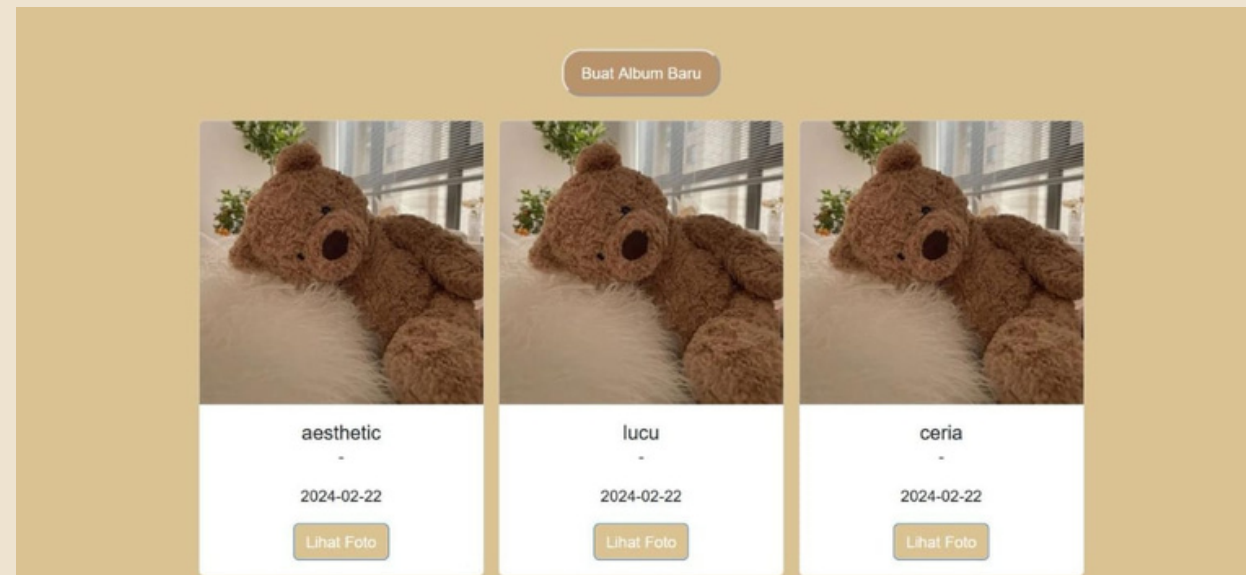 Buat Album Baru
aesthetic
-
2024-02-22
Lihat Foto
lucu
-
2024-02-22
Lihat Foto
ceria
-
2024-02-22
Lihat Foto